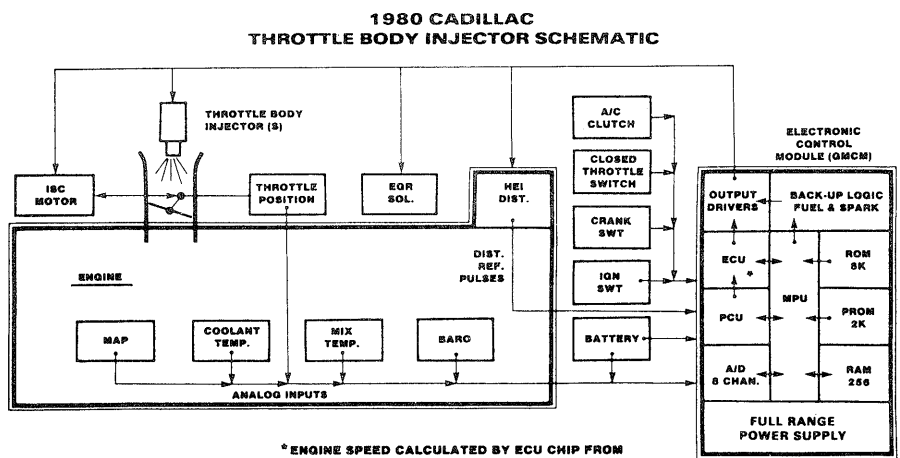 1980 CADILLAC
THROTTLE BODY INJECTOR SCHEMATIC
THROTTLE BODY
INJECTOR (S)
A/C
CLUTCH
ELECTRONIC
CONTROL
MODULE (GMCM)
ISC
MOTOR
THROTTLE
POSITION
EGR
SOL.
HEI
DIST.
CLOSED
THROTTLE
SWITCH
OUTPUT
DRIVERS
BACK-UP LOGIC
FUEL & SPARK
CRANK
SWT
DIST.
REF.
PULSES
ECU
*
ROM
8K
ENGINE
IGN
SWT
MPU
PCU
PROM
2K
MAP
COOLANT
TEMP.
MIX
TEMP.
BARO
BATTERY
A/D
8 CHAN.
RAM
256
ANALOG INPUTS
FULL RANGE
POWER SUPPLY
* ENGINE SPEED CALCULATED BY ECU CHIP FROM